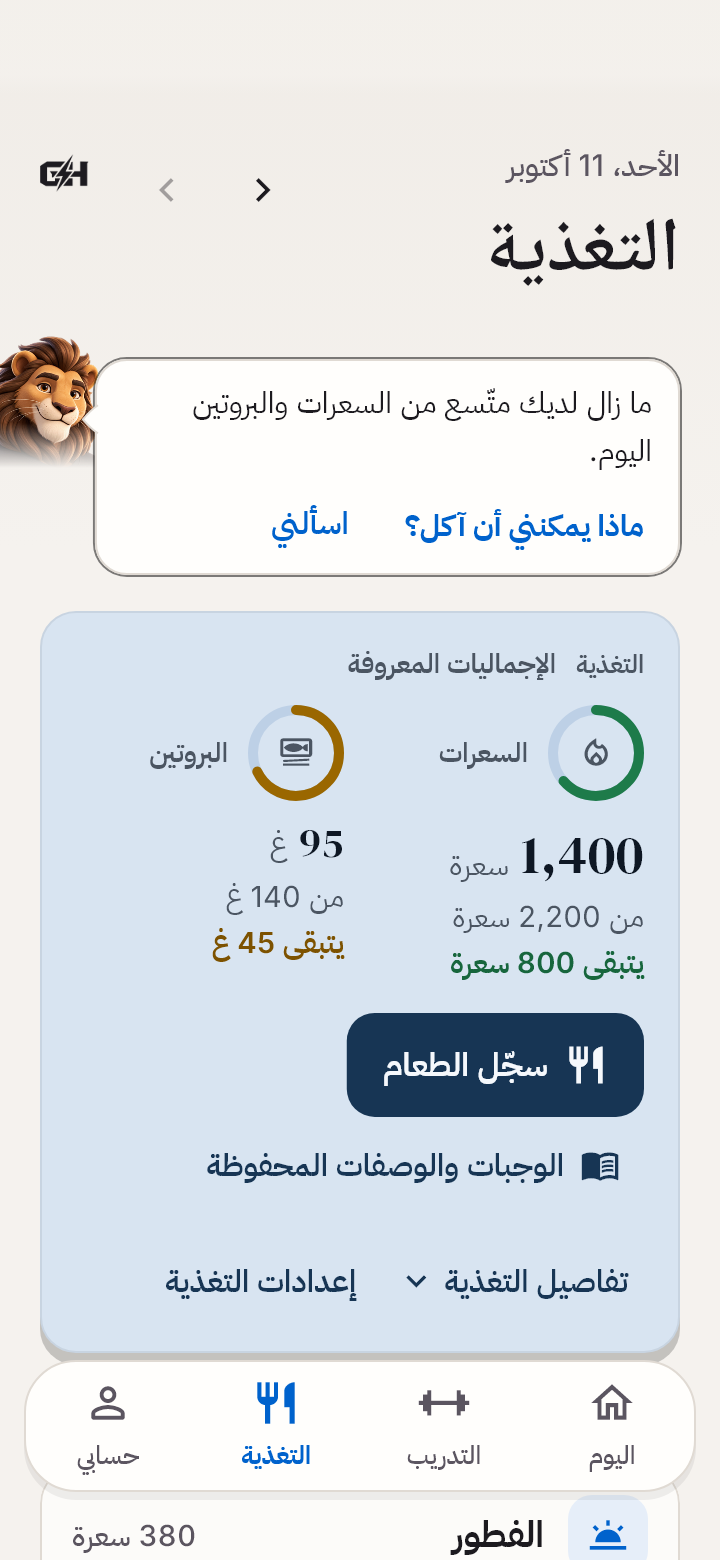 الأحد، 11 أكتوبر
GH
التغذية
ما زال لديك متّسع من السعرات والبروتين
اليوم.
ماذا يمكنني أن آكل؟ اسألني
التغذية الإجماليات المعروفة
السعرات
البروتين
1,400 سعرة
95 غ
من 2,200 سعرة
من 140 غ
يتبقى 800 سعرة
يتبقى 45 غ
سجّل الطعام
الوجبات والوصفات المحفوظة
تفاصيل التغذية
إعدادات التغذية
اليوم
التدريب
التغذية
حسابي
الفطور
380 سعرة